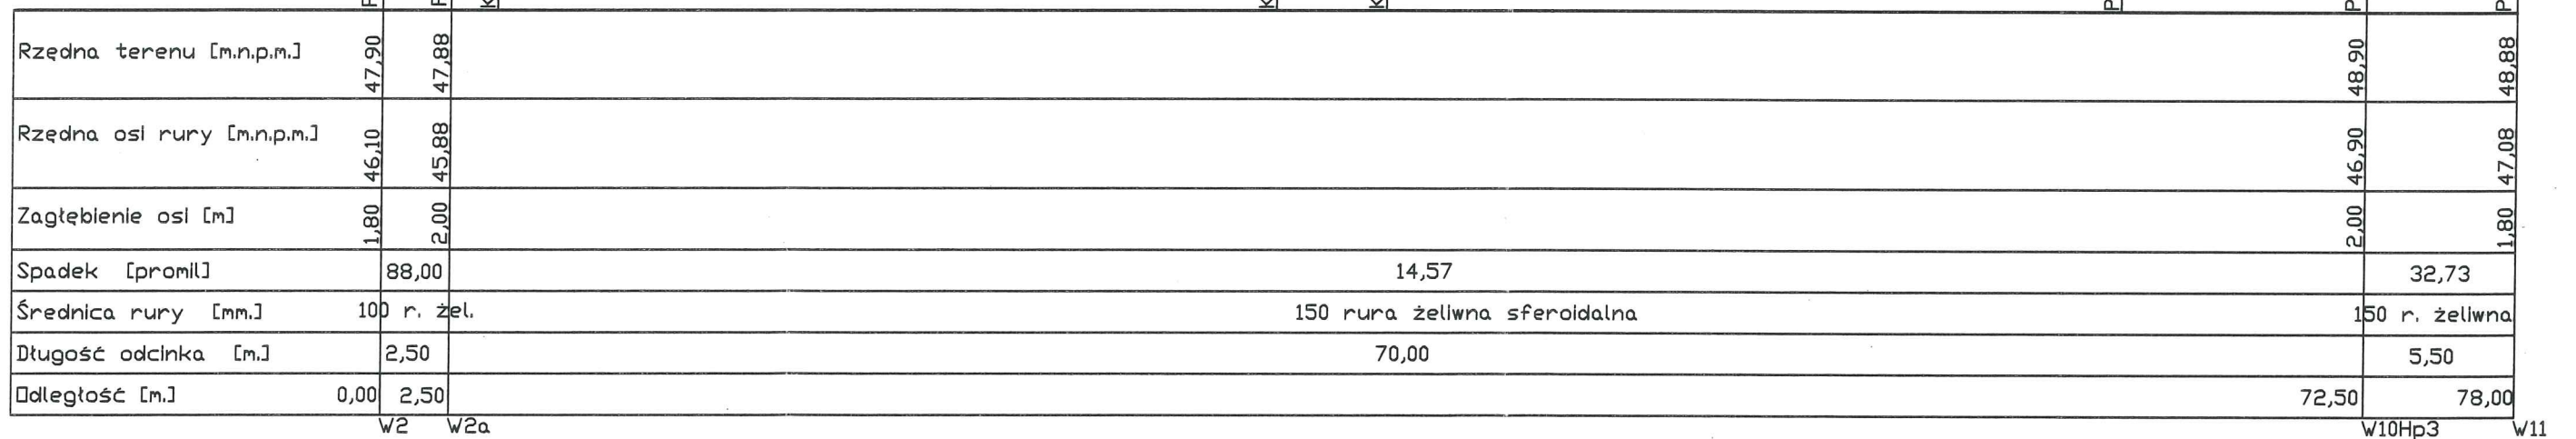 P P K K K P P P
Rzędna terenu [m.n.p.m.] 47,90 47,88 48,90 48,88
Rzędna osi rury [m.n.p.m.] 46,10 45,88 46,90 47,08
Zagłębienie osi [m] 1,80 2,00 2,00 1,80
Spadek [promil] 88,00 14,57 32,73
Średnica rury [mm.] 100 r. żel. 150 rura żeliwna sferoidalna 150 r. żeliwna
Długość odcinka [m.] 2,50 70,00 5,50
Odległość [m.] 0,00 2,50 72,50 78,00
W2 W2a W10Hp3 W11